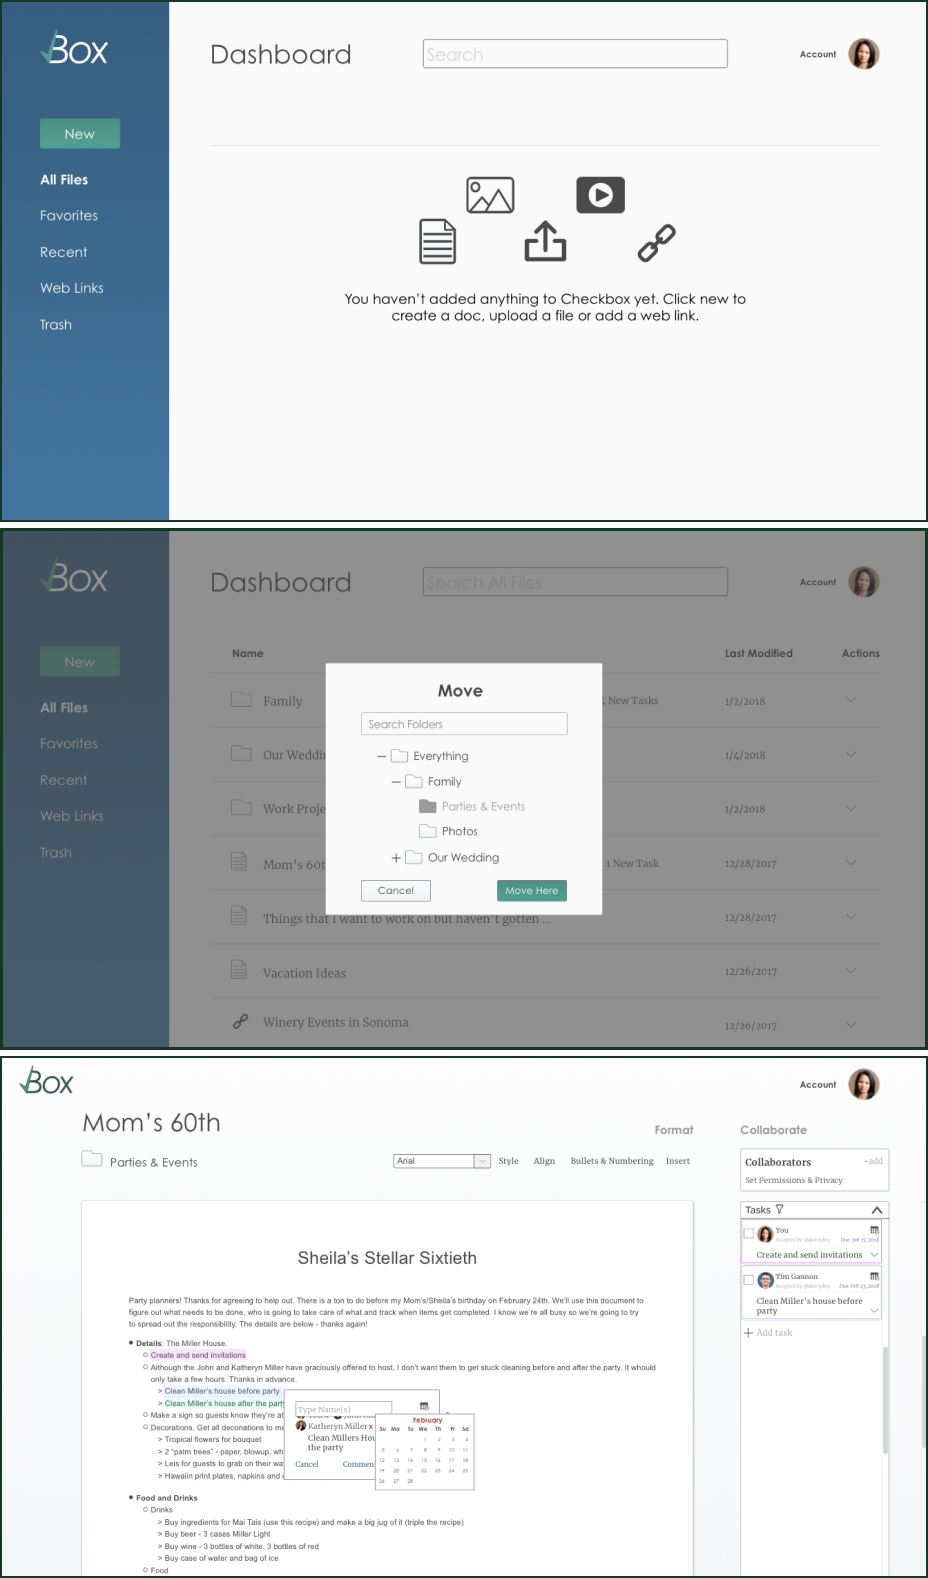 Box
Dashboard
Search
Account
New
All Files
Favorites
Recent
Web Links
Trash
You haven't added anything to Checkbox yet. Click new to
create a doc, upload a file or add a web link.
Box
Dashboard
Search All Files
Account
New
All Files
Favorites
Recent
Web Links
Trash
Name
Last Modified
Actions
Family
, New Tasks
1/2/2018
Our Weddi
1/4/2018
Work Proje
1/2/2018
Mom's 60t
1 New Task
12/28/2017
Things that I want to work on but haven't gotten ...
12/28/2017
Vacation Ideas
12/26/2017
Winery Events in Sonoma
12/26/2017
Move
Search Folders
Everything
Family
Parties & Events
Photos
Our Wedding
Cancel
Move Here
Box
Account
Mom's 60th
Parties & Events
Format
Arial
Style
Align
Bullets & Numbering
Insert
Collaborate
Collaborators
+add
Set Permissions & Privacy
Tasks
You
Due: Jan 15, 2018
Create and send invitations
Tim Gannon
Due: Feb 23, 2018
Clean Miller's house before
party
Add task
Sheila's Stellar Sixtieth
Party planners! Thanks for agreeing to help out. There is a ton to do before my Mom's/Sheila's birthday on February 24th. We'll use this document to
figure out what needs to be done, who is going to take care of what and track when items get completed. I know we're all busy so we're going to try
to spread out the responsibility. The details are below - thanks again!
Details: The Miller House.
Create and send invitations
Although the John and Katheryn Miller have graciously offered to host, I don't want them to get stuck cleaning before and after the party. It whould
only take a few hours. Thanks in advance.
> Clean Miller's house before party
> Clean Miller's house after the party
Make a sign so guests know they're at
Decorations. Get all decorations to me
> Tropical flowers for bouquet
> 2 "palm trees" - paper, blowup, wh
> Leis for guests to grab on their wa
> Hawaiin print plates, napkins and
Type Name(s)
Katheryn Miller x
Clean Millers Hou
the party
Cancel
Commen
February
Su Mo Tu We Th Fr Sa
1 2 3 4
5 6 7 8 9 10 11
12 13 14 15 16 17 18
19 20 21 22 23 24 25
26 27 28
Food and Drinks
Drinks
> Buy ingredients for Mai Tais (use this recipe) and make a big jug of it (triple the recipe)
> Buy beer - 3 cases Miller Light
> Buy wine - 3 bottles of white, 3 bottles of red
> Buy case of water and bag of ice
Food